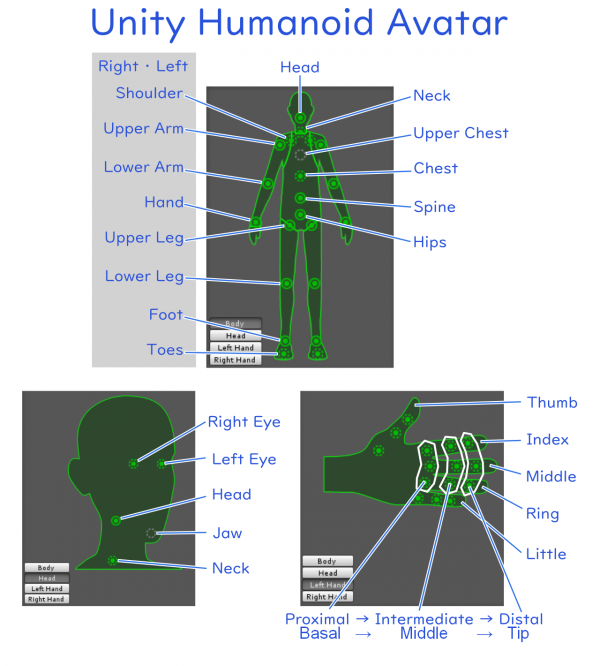 Unity Humanoid Avatar
Right・Left
Head
Shoulder
Neck
Upper Arm
Upper Chest
Lower Arm
Chest
Hand
Spine
Upper Leg
Hips
Lower Leg
Foot
Toes
Body
Head
Left Hand
Right Hand
Right Eye
Left Eye
Head
Jaw
Neck
Body
Head
Left Hand
Right Hand
Thumb
Index
Middle
Ring
Little
Body
Head
Left Hand
Right Hand
Proximal → Intermediate → Distal
Basal → Middle → Tip